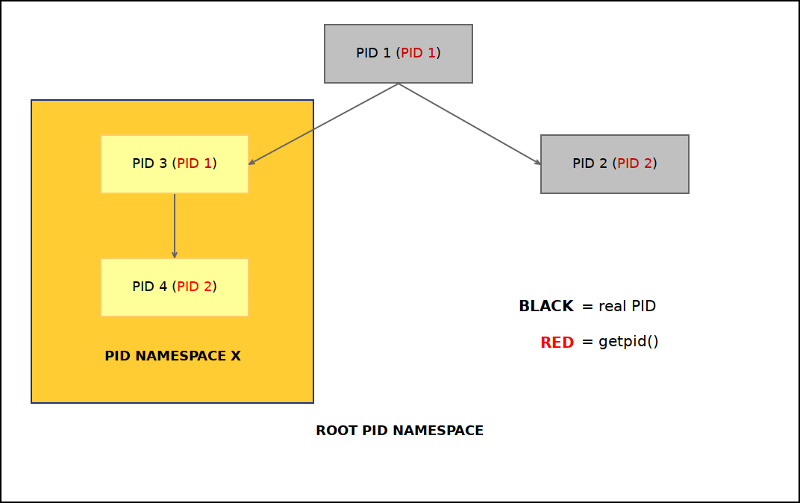 PID 1 (PID 1)
PID 3 (PID 1)
PID 2 (PID 2)
PID 4 (PID 2)
BLACK = real PID
RED = getpid()
PID NAMESPACE X
ROOT PID NAMESPACE